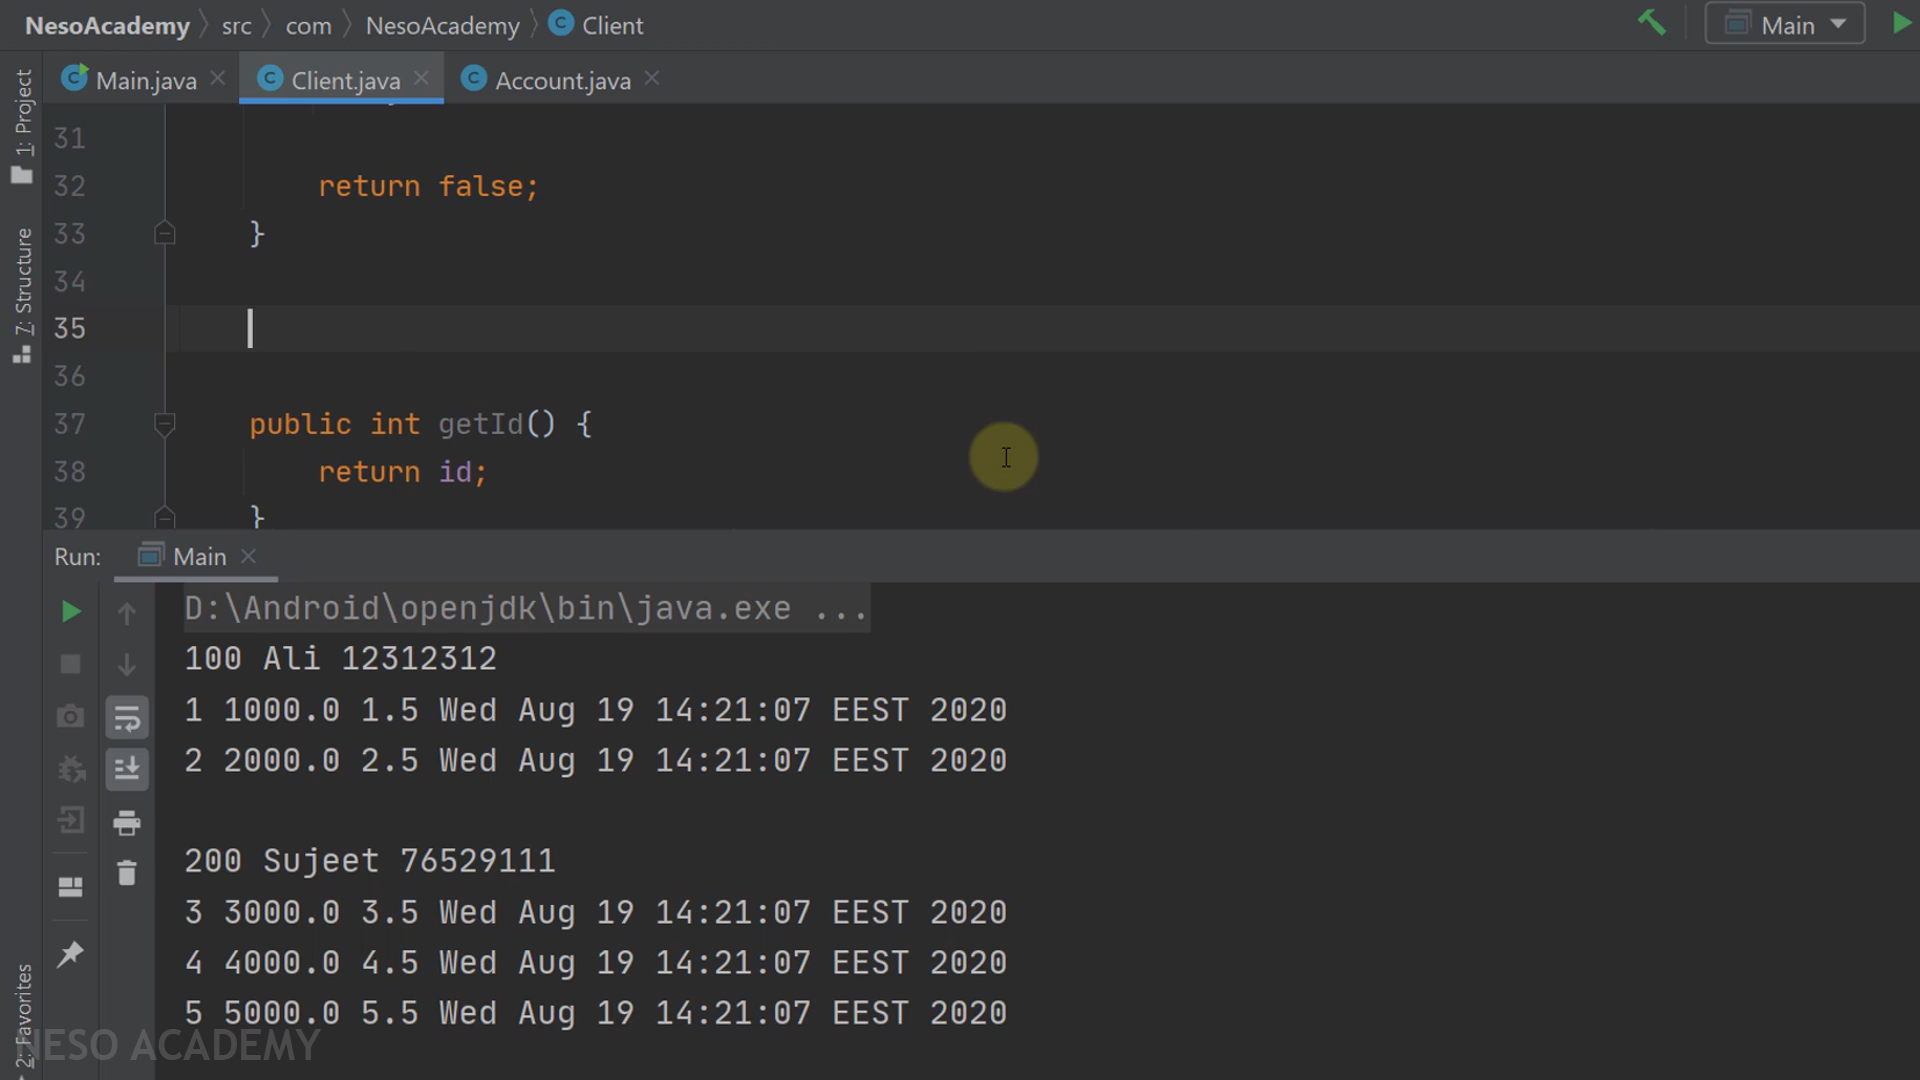 NesoAcademy src com NesoAcademy Client Main
Main.java Client.java Account.java
1: Project
7: Structure
2: Favorites
31
32 return false;
33 }
34
35
36
37 public int getId() {
38 return id;
39 }
Run: Main
D:\Android\openjdk\bin\java.exe ...
100 Ali 12312312
1 1000.0 1.5 Wed Aug 19 14:21:07 EEST 2020
2 2000.0 2.5 Wed Aug 19 14:21:07 EEST 2020
200 Sujeet 76529111
3 3000.0 3.5 Wed Aug 19 14:21:07 EEST 2020
4 4000.0 4.5 Wed Aug 19 14:21:07 EEST 2020
5 5000.0 5.5 Wed Aug 19 14:21:07 EEST 2020
NESO ACADEMY